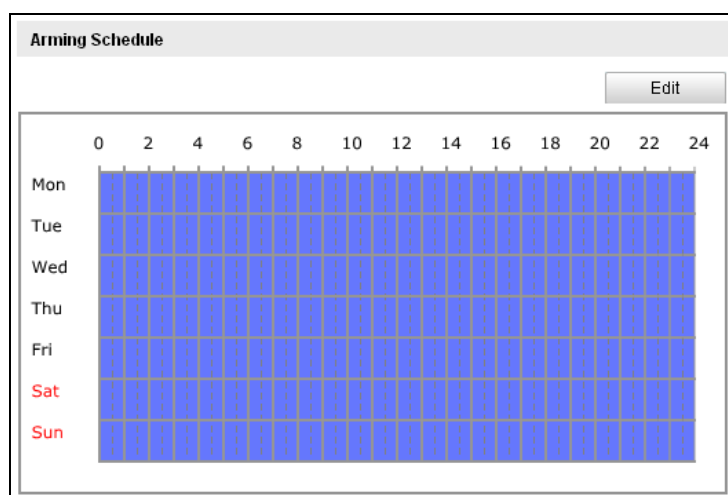 Arming Schedule
Edit
0 2 4 6 8 10 12 14 16 18 20 22 24
Mon
Tue
Wed
Thu
Fri
Sat
Sun